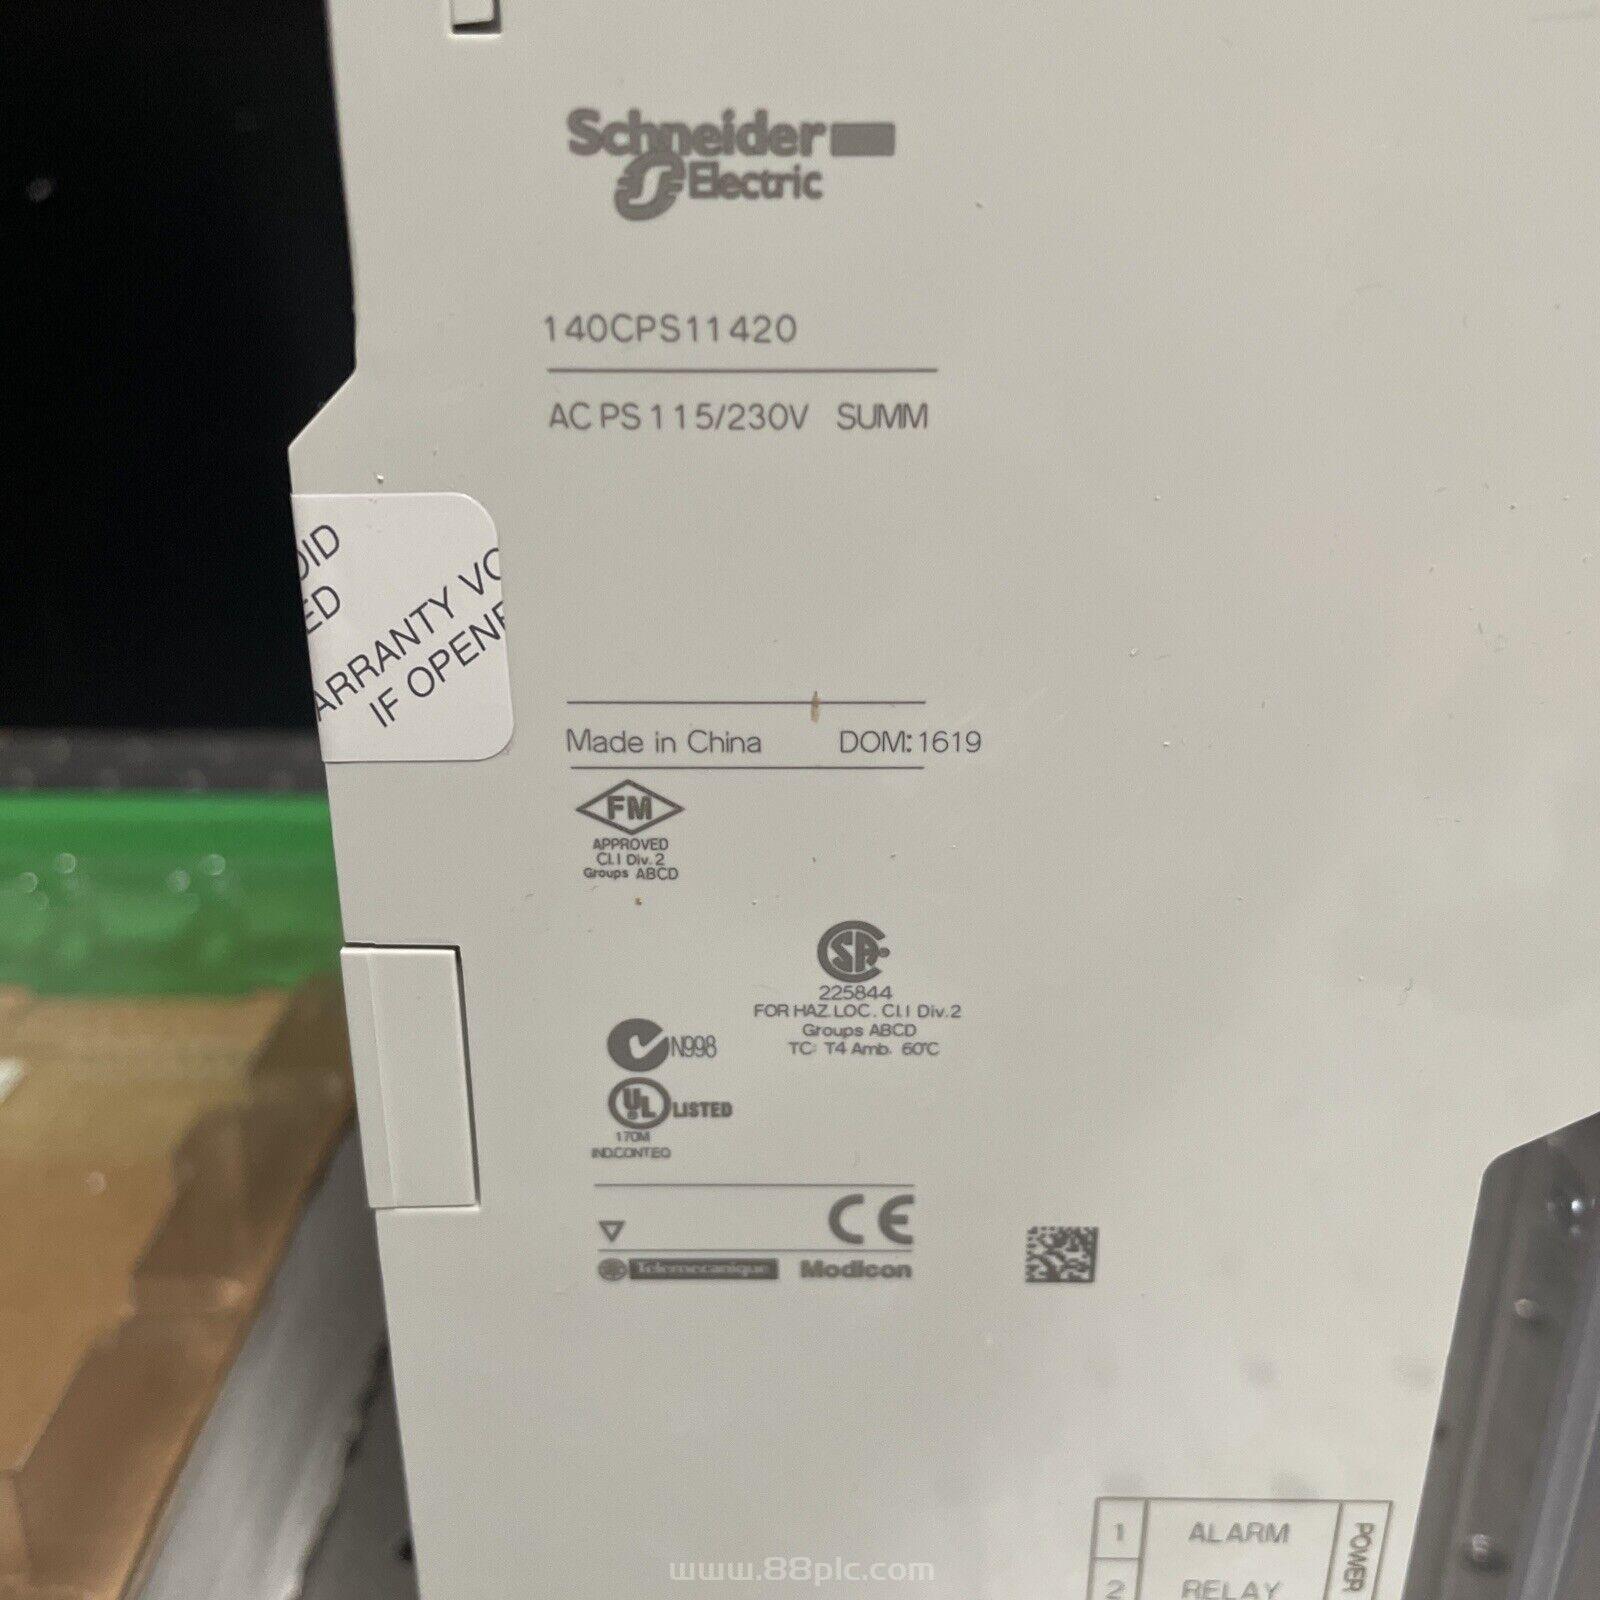 Schneider
Electric
140CPS11420
AC PS 115/230V SUMM
OID
ED
ARRANTY VO
IF OPENE
Made in China DOM:1619
FM
APPROVED
Cl.I Div.2
Groups ABCD
SA
225844
FOR HAZ.LOC. Cl.I Div.2
Groups ABCD
TC: T4 Amb. 60°C
N998
UL LISTED
170M
IND.CONT.EQ
CE
Telemecanique Modicon
1 ALARM POWER
2 RELAY
www.88plc.com